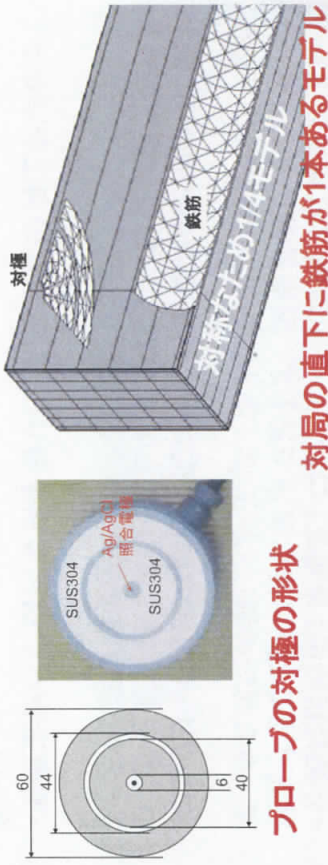 60
44
6
40
プローブの対極の形状
SUS304
Ag/AgCl
照合電極
SUS304
対極
鉄筋
対称なため1/4モデル
対局の直下に鉄筋が1本あるモデル